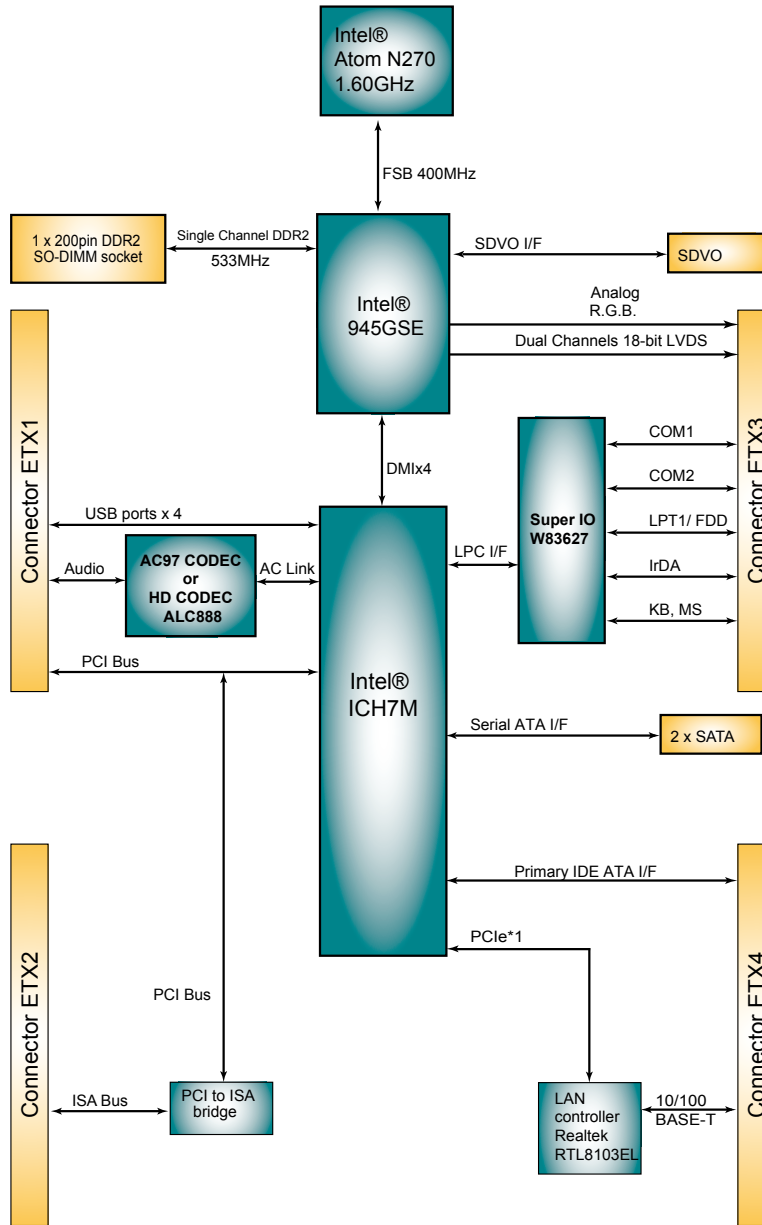 Intel®
Atom N270
1.60GHz
FSB 400MHz
1 x 200pin DDR2
SO-DIMM socket
Single Channel DDR2
533MHz
Intel®
945GSE
SDVO I/F
SDVO
Analog
R.G.B.
Dual Channels 18-bit LVDS
Connector ETX1
Connector ETX3
DMIx4
COM1
COM2
LPT1/ FDD
IrDA
KB, MS
Super IO
W83627
LPC I/F
USB ports x 4
Audio
AC97 CODEC
or
HD CODEC
ALC888
AC Link
PCI Bus
Intel®
ICH7M
Serial ATA I/F
2 x SATA
Primary IDE ATA I/F
PCIe*1
Connector ETX2
Connector ETX4
PCI Bus
ISA Bus
PCI to ISA
bridge
LAN
controller
Realtek
RTL8103EL
10/100
BASE-T